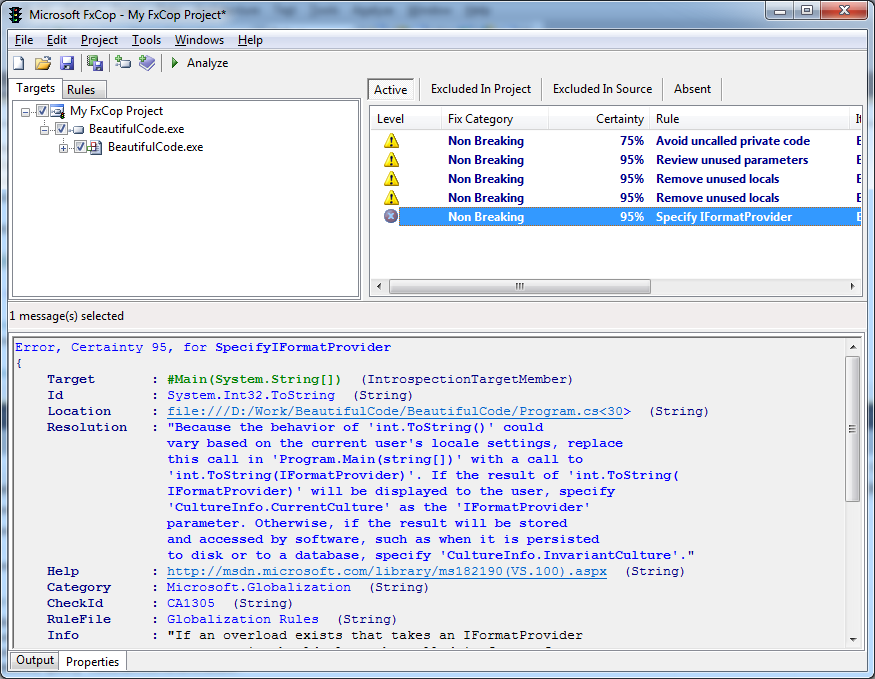 Microsoft FxCop - My FxCop Project*
File Edit Project Tools Windows Help
Analyze
Targets Rules
My FxCop Project
BeautifulCode.exe
BeautifulCode.exe
Active Excluded In Project Excluded In Source Absent
Level Fix Category Certainty Rule It
Non Breaking 75% Avoid uncalled private code
Non Breaking 95% Review unused parameters
Non Breaking 95% Remove unused locals
Non Breaking 95% Remove unused locals
Non Breaking 95% Specify IFormatProvider
1 message(s) selected
Error, Certainty 95, for SpecifyIFormatProvider
{
Target : #Main(System.String[]) (IntrospectionTargetMember)
Id : System.Int32.ToString (String)
Location : file:///D:/Work/BeautifulCode/BeautifulCode/Program.cs<30> (String)
Resolution : "Because the behavior of 'int.ToString()' could
vary based on the current user's locale settings, replace
this call in 'Program.Main(string[])' with a call to
'int.ToString(IFormatProvider)'. If the result of 'int.ToString(
IFormatProvider)' will be displayed to the user, specify
'CultureInfo.CurrentCulture' as the 'IFormatProvider'
parameter. Otherwise, if the result will be stored
and accessed by software, such as when it is persisted
to disk or to a database, specify 'CultureInfo.InvariantCulture'."
Help : http://msdn.microsoft.com/library/ms182190(VS.100).aspx (String)
Category : Microsoft.Globalization (String)
CheckId : CA1305 (String)
RuleFile : Globalization Rules (String)
Info : "If an overload exists that takes an IFormatProvider
Output Properties